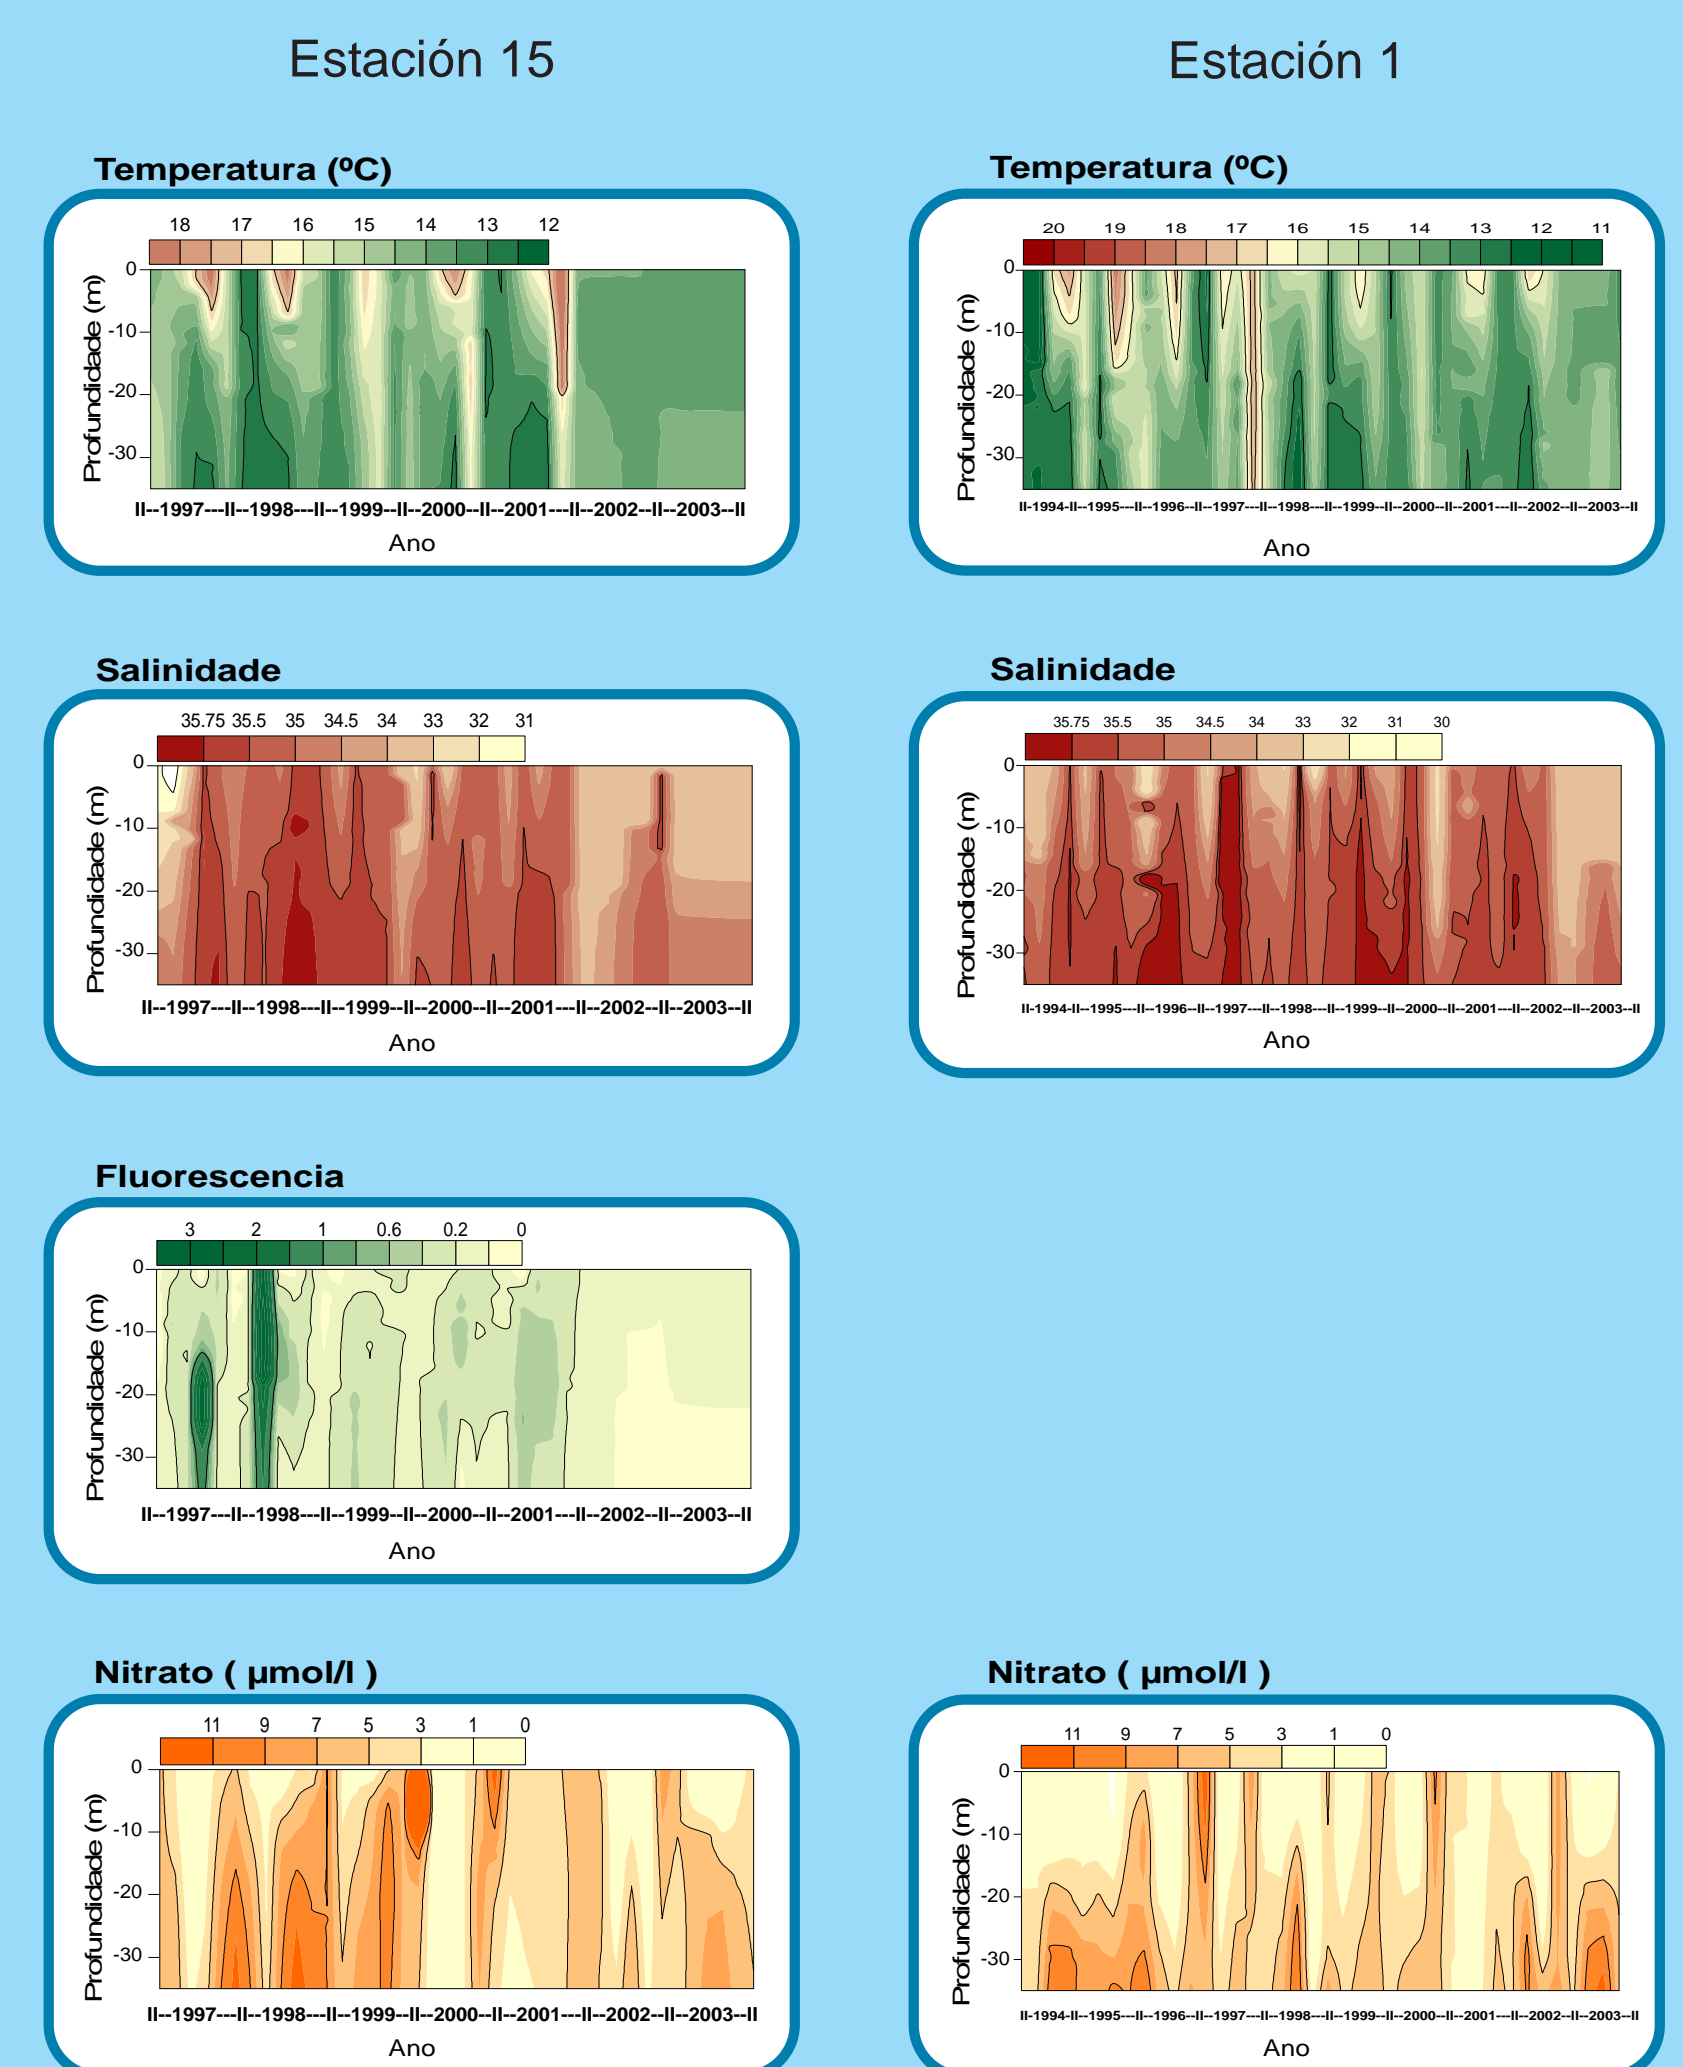 Estación 15
Estación 1
Temperatura (ºC)
18 17 16 15 14 13 12
Profundidade (m)
0
-10
-20
-30
II--1997---II--1998---II--1999--II--2000--II--2001---II--2002--II--2003--II
Ano
Temperatura (ºC)
20 19 18 17 16 15 14 13 12 11
Profundidade (m)
0
-10
-20
-30
II-1994-II--1995---II--1996--II--1997---II--1998---II--1999--II--2000--II--2001---II--2002--II--2003--II
Ano
Salinidade
35.75 35.5 35 34.5 34 33 32 31
Profundidade (m)
0
-10
-20
-30
II--1997---II--1998---II--1999--II--2000--II--2001---II--2002--II--2003--II
Ano
Salinidade
35.75 35.5 35 34.5 34 33 32 31 30
Profundidade (m)
0
-10
-20
-30
II-1994-II--1995---II--1996--II--1997---II--1998---II--1999--II--2000--II--2001---II--2002--II--2003--II
Ano
Fluorescencia
3 2 1 0.6 0.2 0
Profundidade (m)
0
-10
-20
-30
II--1997---II--1998---II--1999--II--2000--II--2001---II--2002--II--2003--II
Ano
Nitrato ( µmol/l )
11 9 7 5 3 1 0
Profundidade (m)
0
-10
-20
-30
II--1997---II--1998---II--1999--II--2000--II--2001---II--2002--II--2003--II
Ano
Nitrato ( µmol/l )
11 9 7 5 3 1 0
Profundidade (m)
0
-10
-20
-30
II-1994-II--1995---II--1996--II--1997---II--1998---II--1999--II--2000--II--2001---II--2002--II--2003--II
Ano